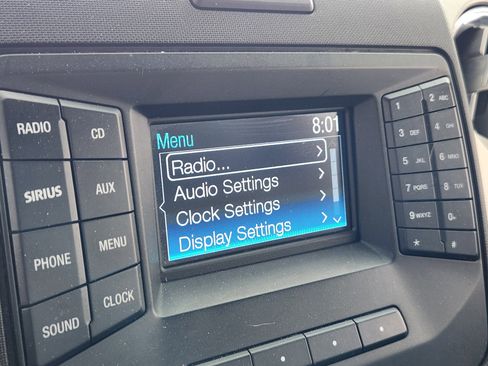 RADIO
CD
SIRIUS
AUX
PHONE
MENU
SOUND
CLOCK
Menu
8:01
Radio...
Audio Settings
Clock Settings
Display Settings
1
2 ABC
3 DEF
4 GHI
5 JKL
6 MNO
7 PQRS
8 TUV
9 WXYZ
0
*
#